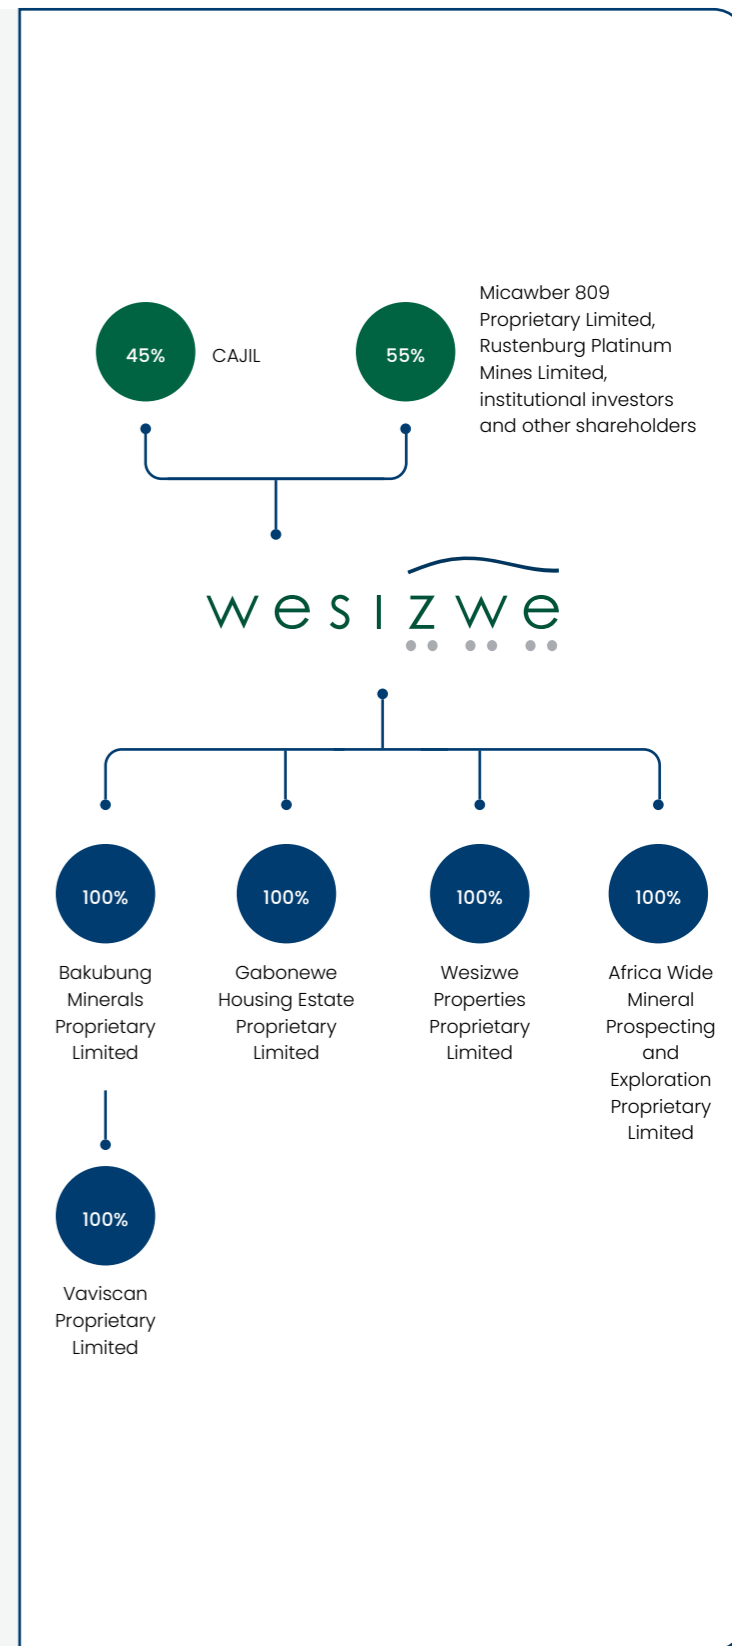 45%
CAJIL
55%
Micawber 809
Proprietary Limited,
Rustenburg Platinum
Mines Limited,
institutional investors
and other shareholders
wesizwe
100%
Bakubung
Minerals
Proprietary
Limited
100%
Gabonewe
Housing Estate
Proprietary
Limited
100%
Wesizwe
Properties
Proprietary
Limited
100%
Africa Wide
Mineral
Prospecting
and
Exploration
Proprietary
Limited
100%
Vaviscan
Proprietary
Limited